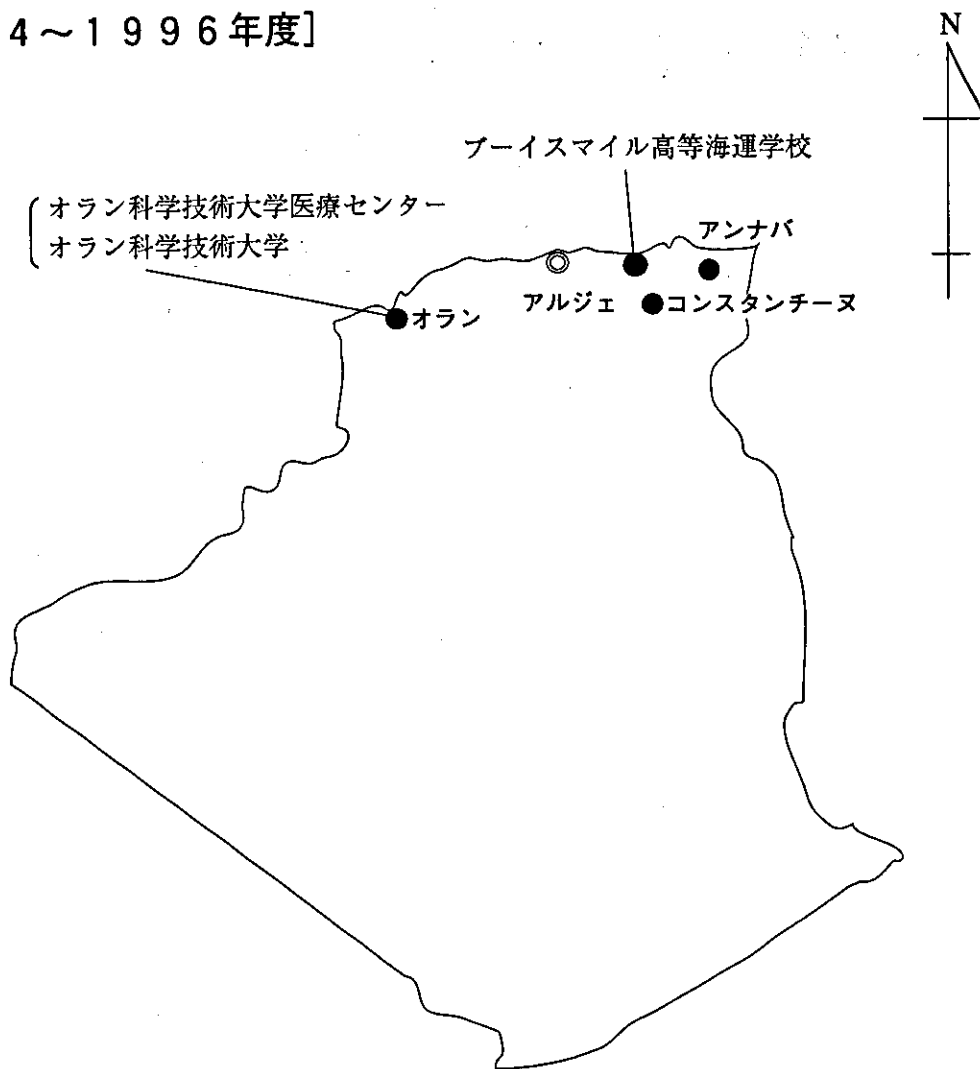 4~1996年度]
N
ブーイスマイル高等海運学校
オラン科学技術大学医療センター
オラン科学技術大学
アンナバ
アルジェ
コンスタンチーヌ
オラン